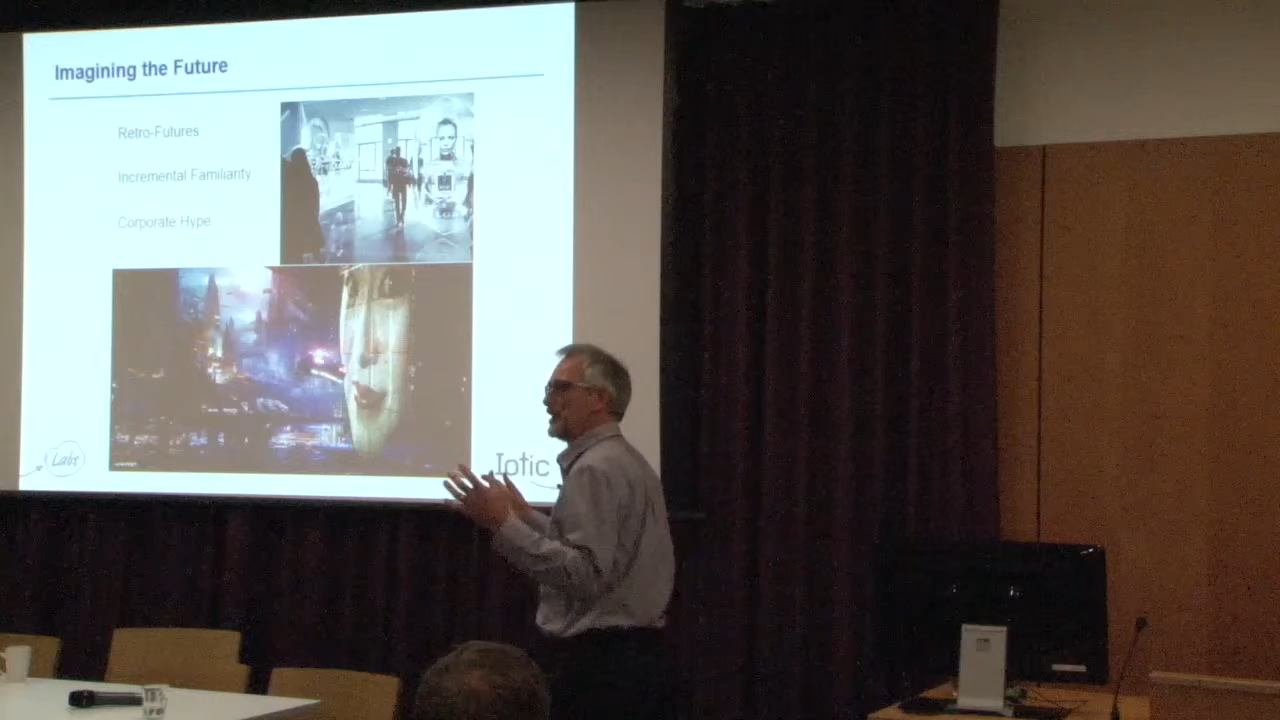 Imagining the Future
Retro-Futures
Incremental Familiarity
Corporate Hype
Labs
Iotic